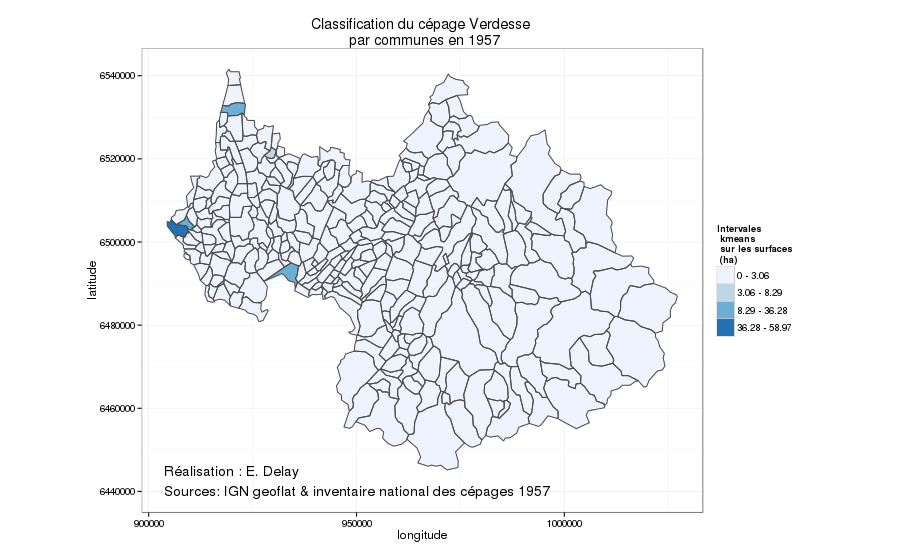 Classification du cépage Verdesse
par communes en 1957
6540000
6520000
6500000
6480000
6460000
6440000
latitude
Réalisation : E. Delay
Sources: IGN geoflat & inventaire national des cépages 1957
900000
950000
1000000
longitude
Intervales
kmeans
sur les surfaces
(ha)
0 - 3.06
3.06 - 8.29
8.29 - 36.28
36.28 - 58.97